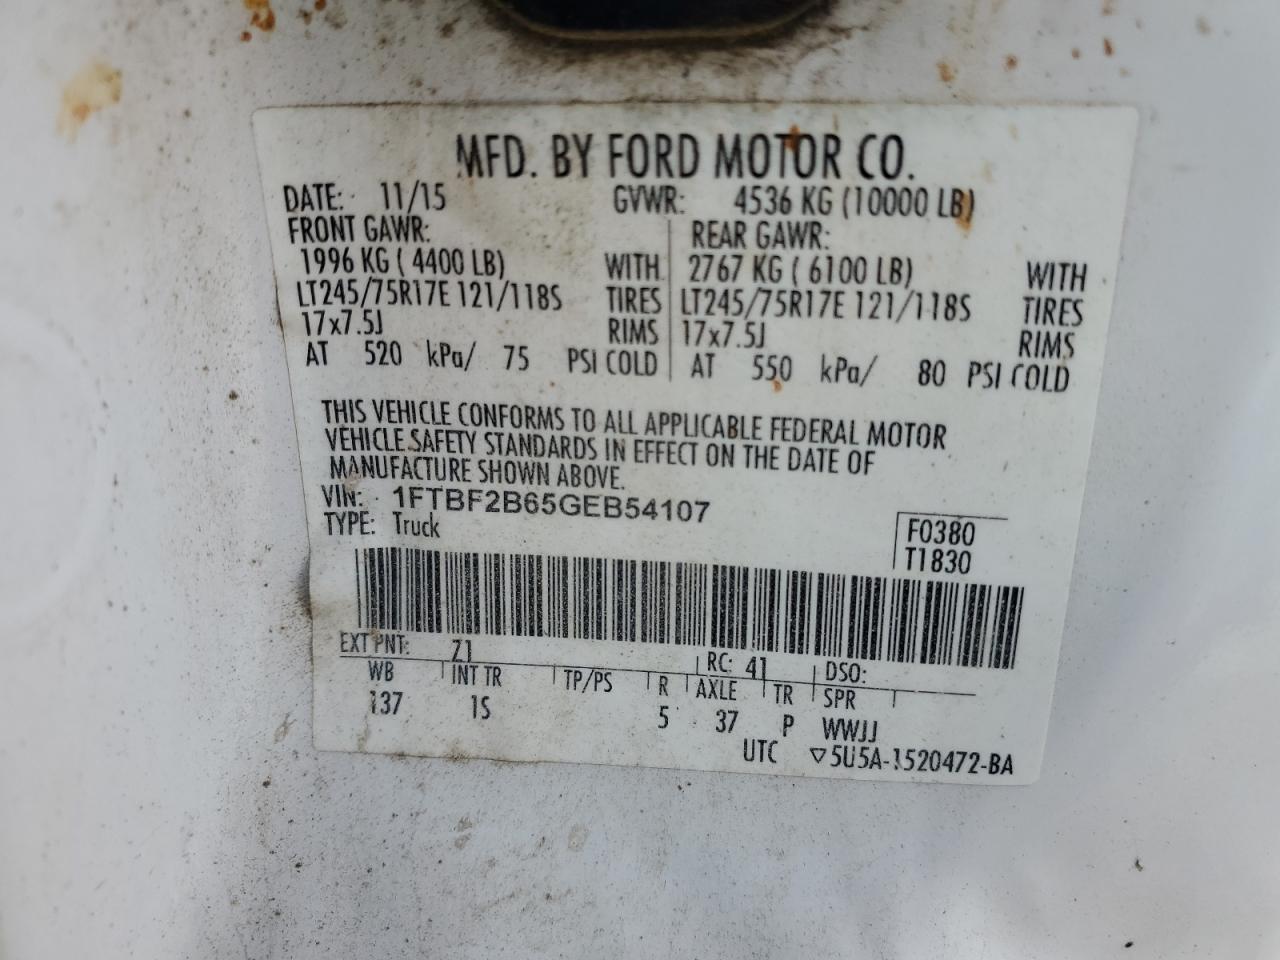 MFD. BY FORD MOTOR CO.
DATE: 11/15 GVWR: 4536 KG (10000 LB)
FRONT GAWR: REAR GAWR:
1996 KG ( 4400 LB) WITH 2767 KG ( 6100 LB) WITH
LT245/75R17E 121/118S TIRES LT245/75R17E 121/118S TIRES
17x7.5J RIMS 17x7.5J RIMS
AT 520 kPa/ 75 PSI COLD AT 550 kPa/ 80 PSI COLD
THIS VEHICLE CONFORMS TO ALL APPLICABLE FEDERAL MOTOR
VEHICLE SAFETY STANDARDS IN EFFECT ON THE DATE OF
MANUFACTURE SHOWN ABOVE.
VIN: 1FTBF2B65GEB54107
TYPE: Truck F0380
T1830
EXT PNT: Z1 RC: 41 DSO:
WB INT TR TP/PS R AXLE TR SPR
137 1S 5 37 P WWJJ
UTC ▽5U5A-1520472-BA